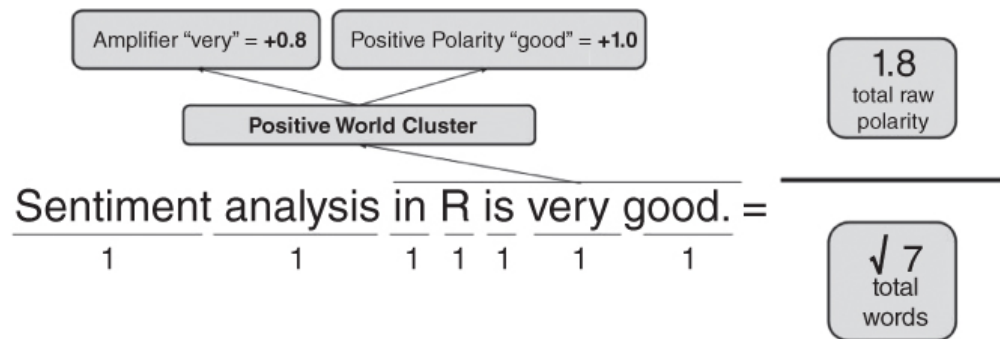 Amplifier “very” = +0.8
Positive Polarity “good” = +1.0
Positive World Cluster
Sentiment analysis in R is very good. =
1 1 1 1 1 1 1
1.8
total raw
polarity
√ 7
total
words